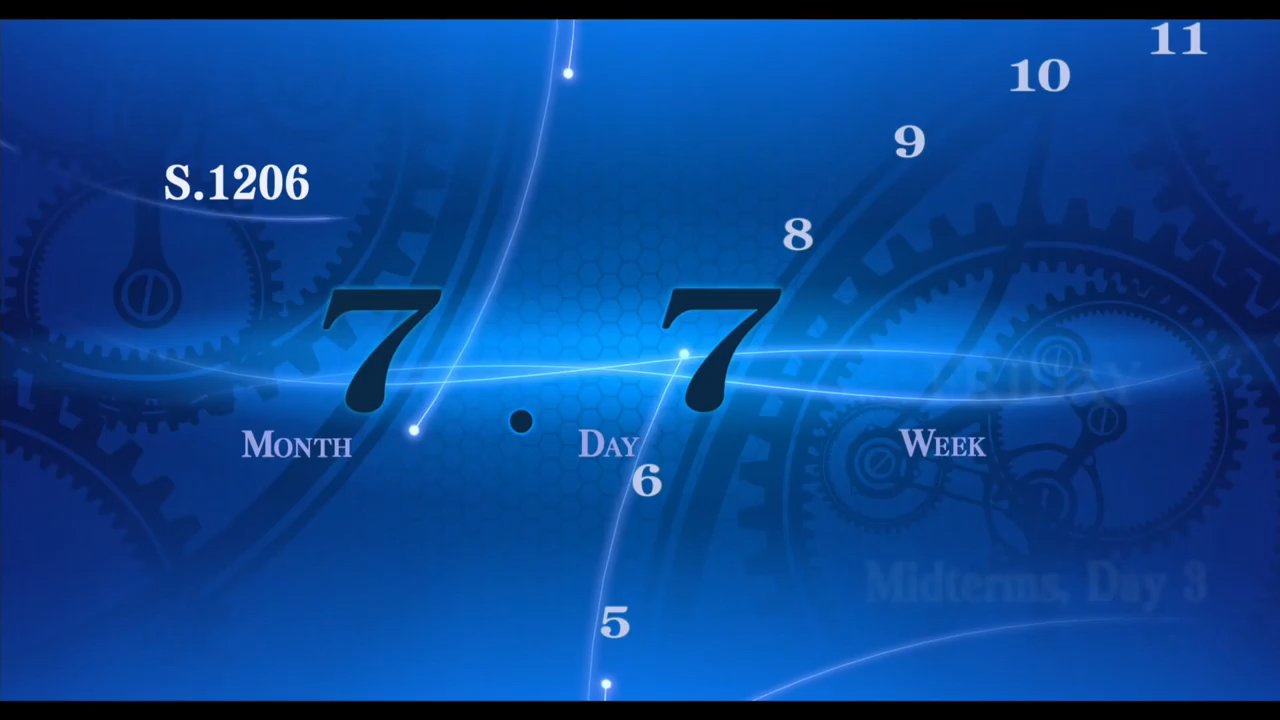 11
10
9
S.1206
8
7 . 7
MONTH DAY WEEK
6
Midterms, Day 3
5